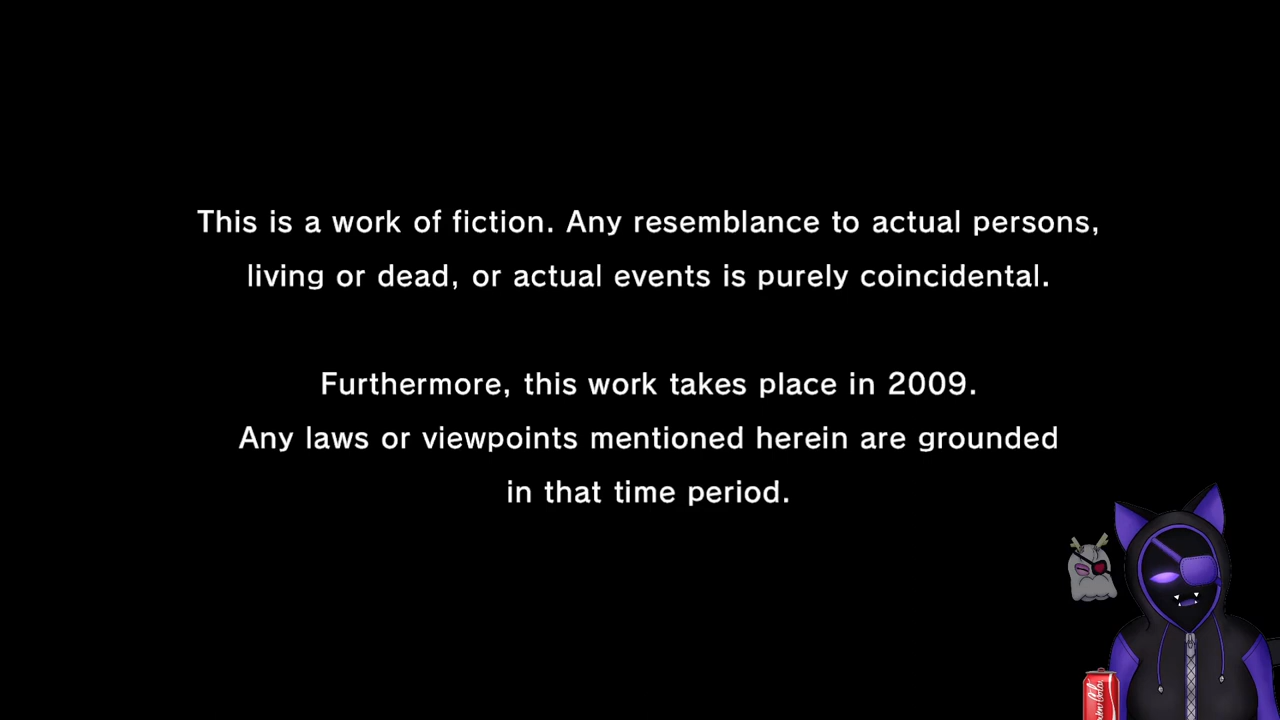 This is a work of fiction. Any resemblance to actual persons,
living or dead, or actual events is purely coincidental.
Furthermore, this work takes place in 2009.
Any laws or viewpoints mentioned herein are grounded
in that time period.